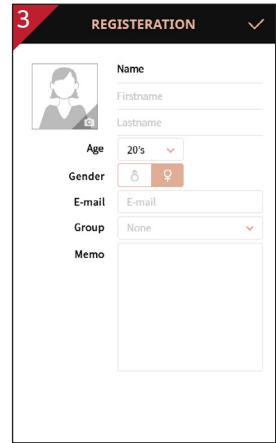 3
REGISTERATION
Name
Firstname
Lastname
Age 20's
Gender
E-mail E-mail
Group None
Memo